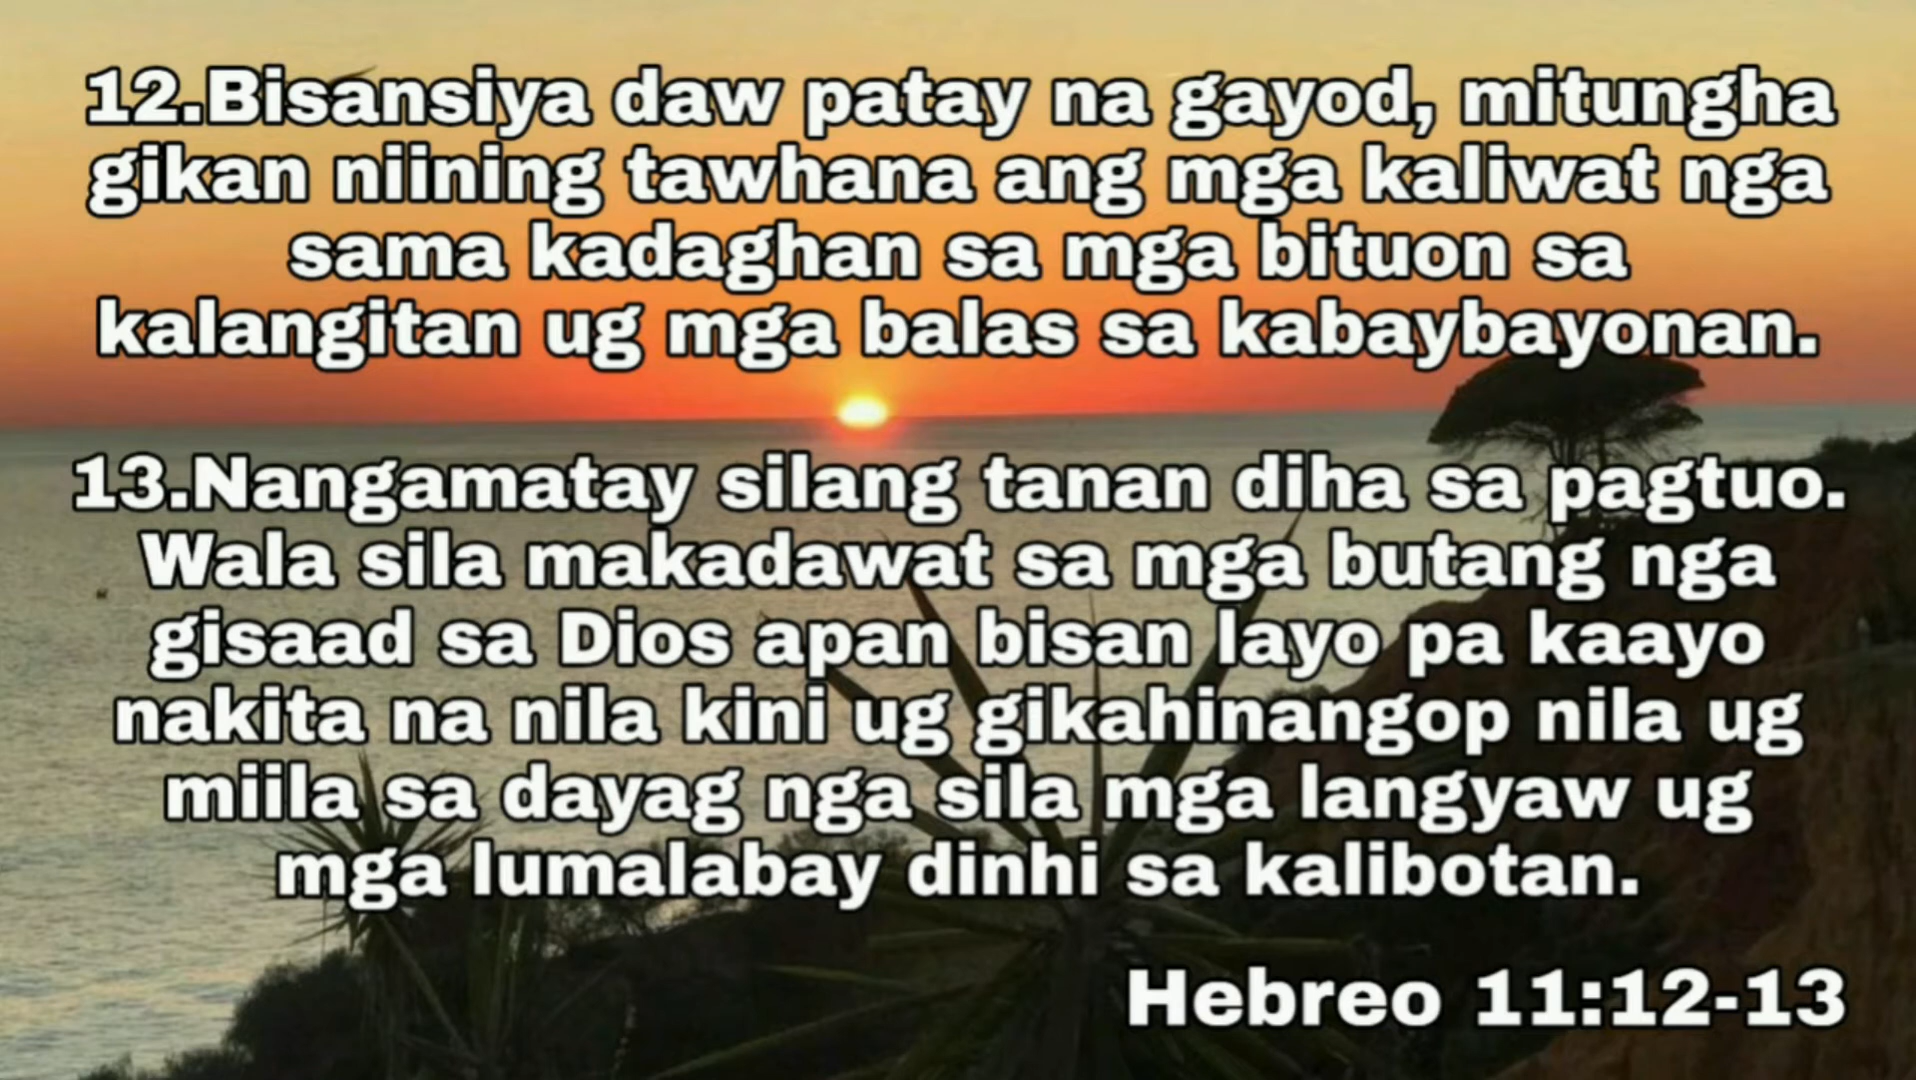 12.Bisansiya daw patay na gayod, mitungha
gikan niining tawhana ang mga kaliwat nga
sama kadaghan sa mga bituon sa
kalangitan ug mga balas sa kabaybayonan.
13.Nangamatay silang tanan diha sa pagtuo.
Wala sila makadawat sa mga butang nga
gisaad sa Dios apan bisan layo pa kaayo
nakita na nila kini ug gikahinangop nila ug
miila sa dayag nga sila mga langyaw ug
mga lumalabay dinhi sa kalibotan.
Hebreo 11:12-13